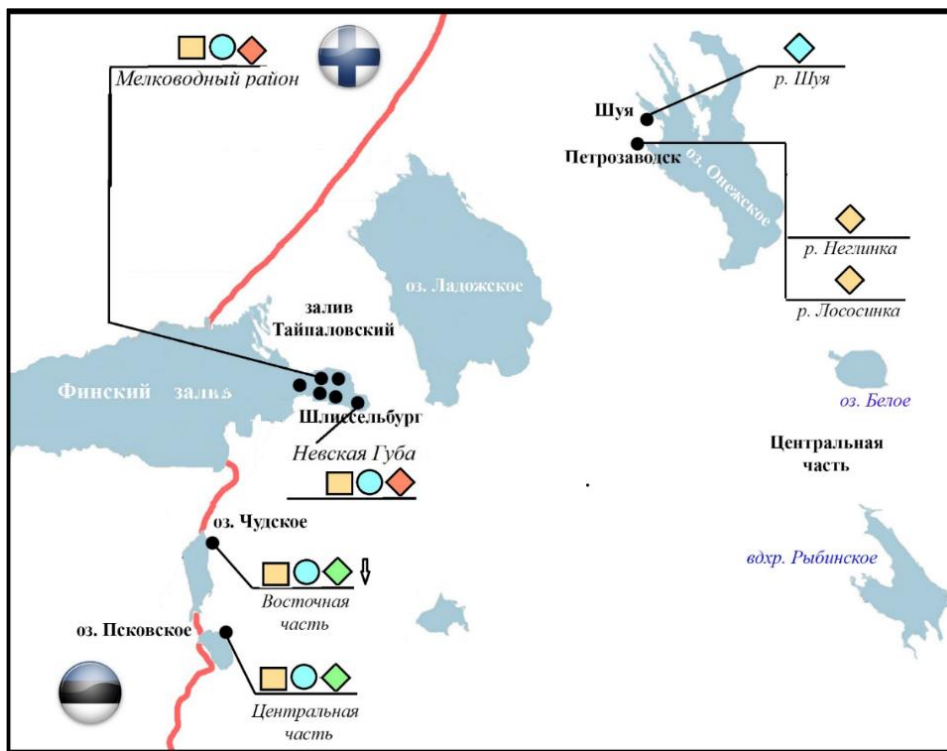 Мелководный район
р. Шуя
Шуя
Петрозаводск
оз. Онежское
р. Неглинка
р. Лососинка
оз. Ладожское
залив
Тайпаловский
Финский залив
Шлиссельбург
Невская Губа
оз. Белое
Центральная
часть
вдхр. Рыбинское
оз. Чудское
Восточная
часть
оз. Псковское
Центральная
часть